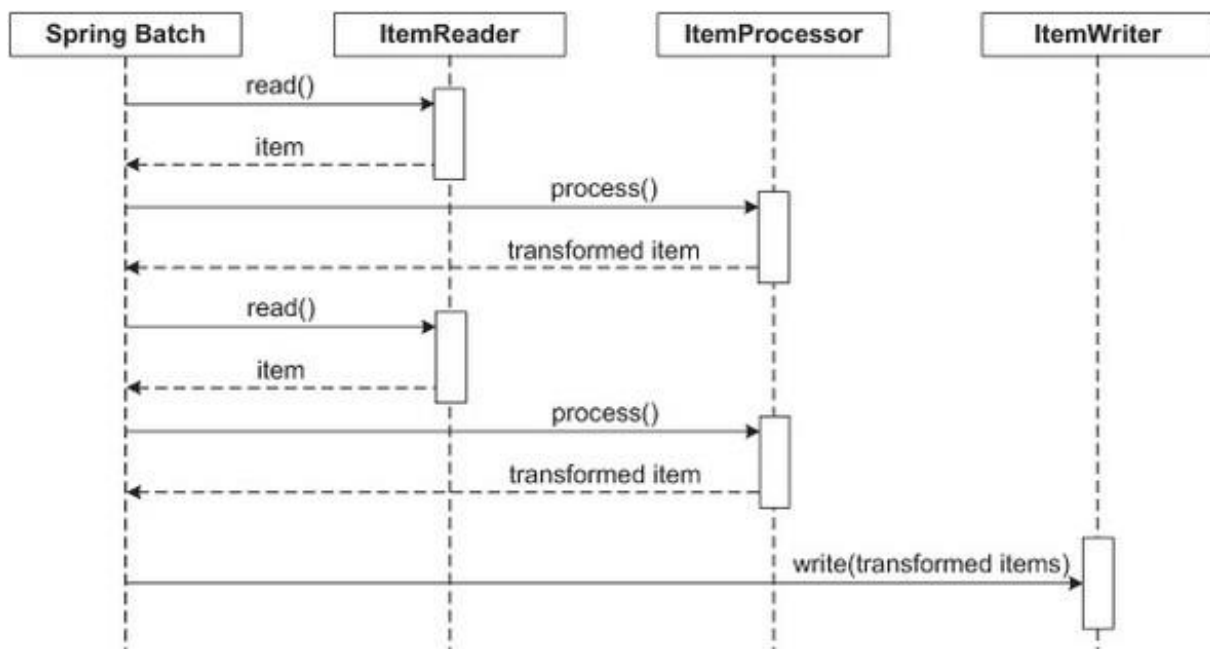 Spring Batch
ItemReader
ItemProcessor
ItemWriter
read()
item
process()
transformed item
read()
item
process()
transformed item
write(transformed items)